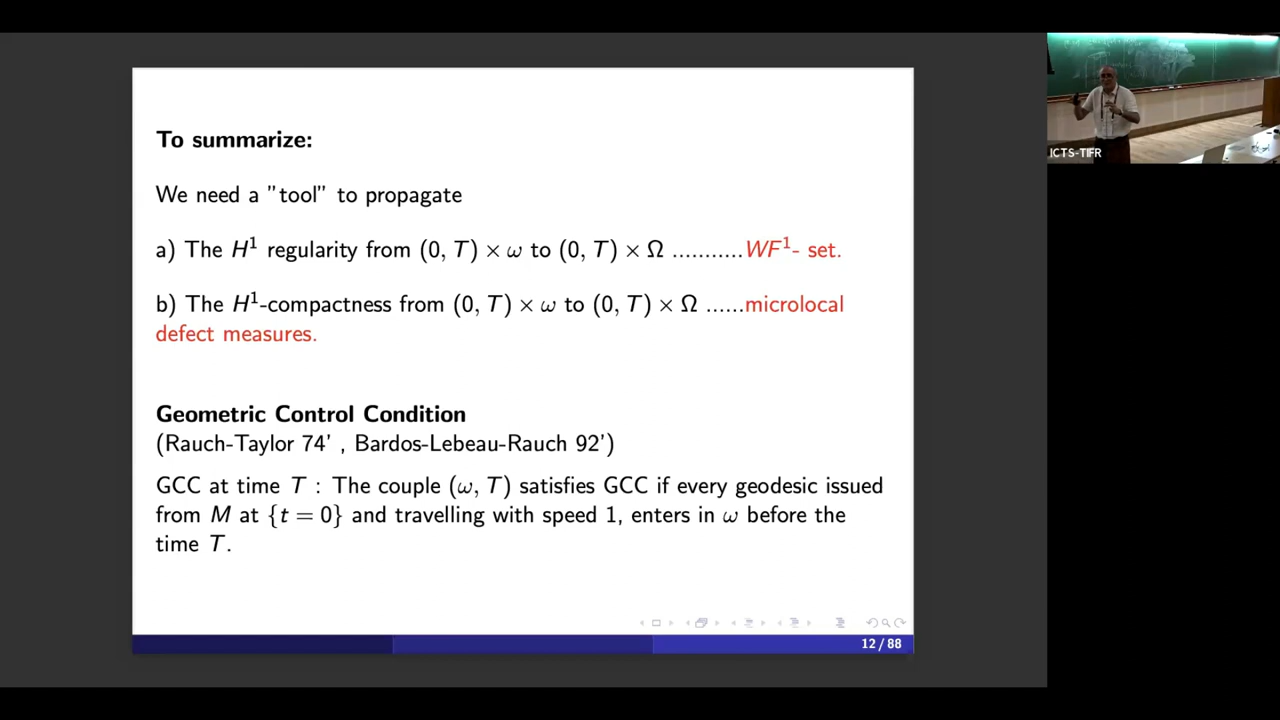 To summarize:
We need a ”tool” to propagate
a) The H¹ regularity from (0, T) × ω to (0, T) × Ω ...........WF¹- set.
b) The H¹-compactness from (0, T) × ω to (0, T) × Ω ......microlocal
defect measures.
Geometric Control Condition
(Rauch-Taylor 74' , Bardos-Lebeau-Rauch 92')
GCC at time T : The couple (ω, T) satisfies GCC if every geodesic issued
from M at {t = 0} and travelling with speed 1, enters in ω before the
time T.
12 / 88
ICTS-TIFR